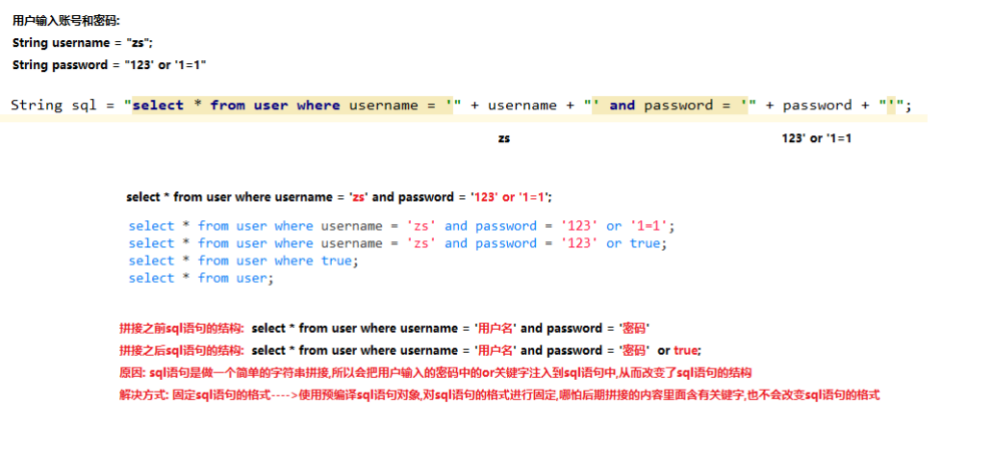 用户输入账号和密码:
String username = "zs";
String password = "123' or '1=1"
String sql = "select * from user where username = '" + username + "' and password = '" + password + "'";
zs 123' or '1=1
select * from user where username = 'zs' and password = '123' or '1=1';
select * from user where username = 'zs' and password = '123' or '1=1';
select * from user where username = 'zs' and password = '123' or true;
select * from user where true;
select * from user;
拼接之前sql语句的结构: select * from user where username = '用户名' and password = '密码'
拼接之后sql语句的结构: select * from user where username = '用户名' and password = '密码' or true;
原因: sql语句是做一个简单的字符串拼接,所以会把用户输入的密码中的or关键字注入到sql语句中,从而改变了sql语句的结构
解决方式: 固定sql语句的格式---->使用预编译sql语句对象,对sql语句的格式进行固定,哪怕后期拼接的内容里面含有关键字,也不会改变sql语句的格式